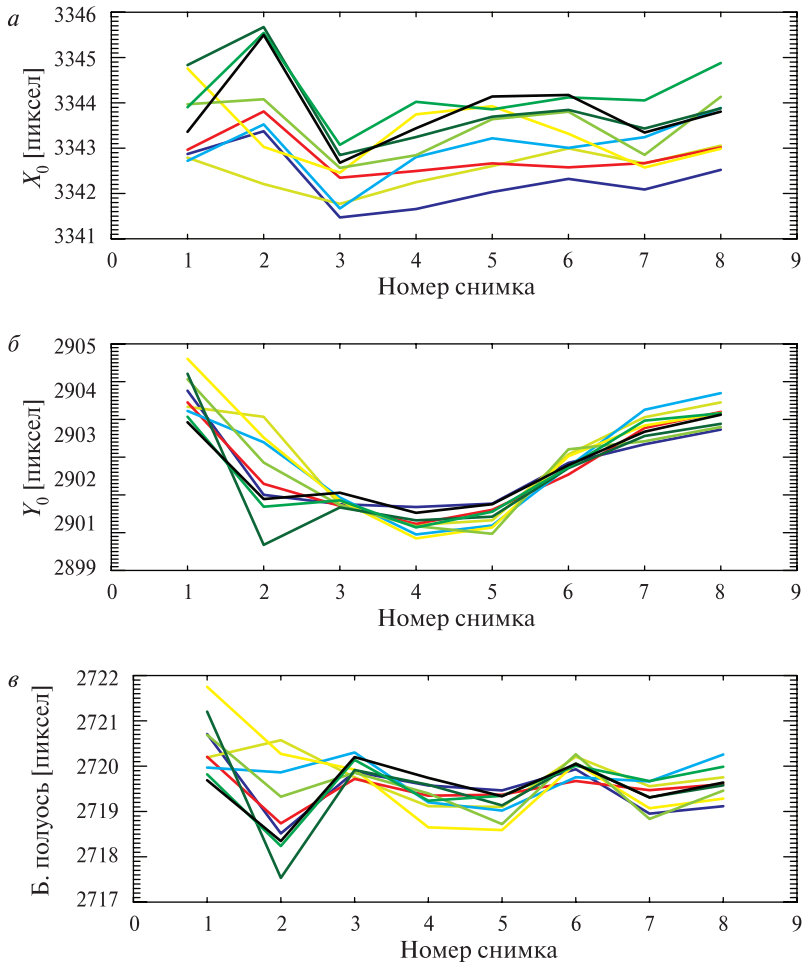 а
X₀ [пиксел]
3346
3345
3344
3343
3342
3341
0 1 2 3 4 5 6 7 8 9
Номер снимка
б
Y₀ [пиксел]
2905
2904
2903
2902
2901
2899
0 1 2 3 4 5 6 7 8 9
Номер снимка
в
Б. полуось [пиксел]
2722
2721
2720
2719
2718
2717
0 1 2 3 4 5 6 7 8 9
Номер снимка